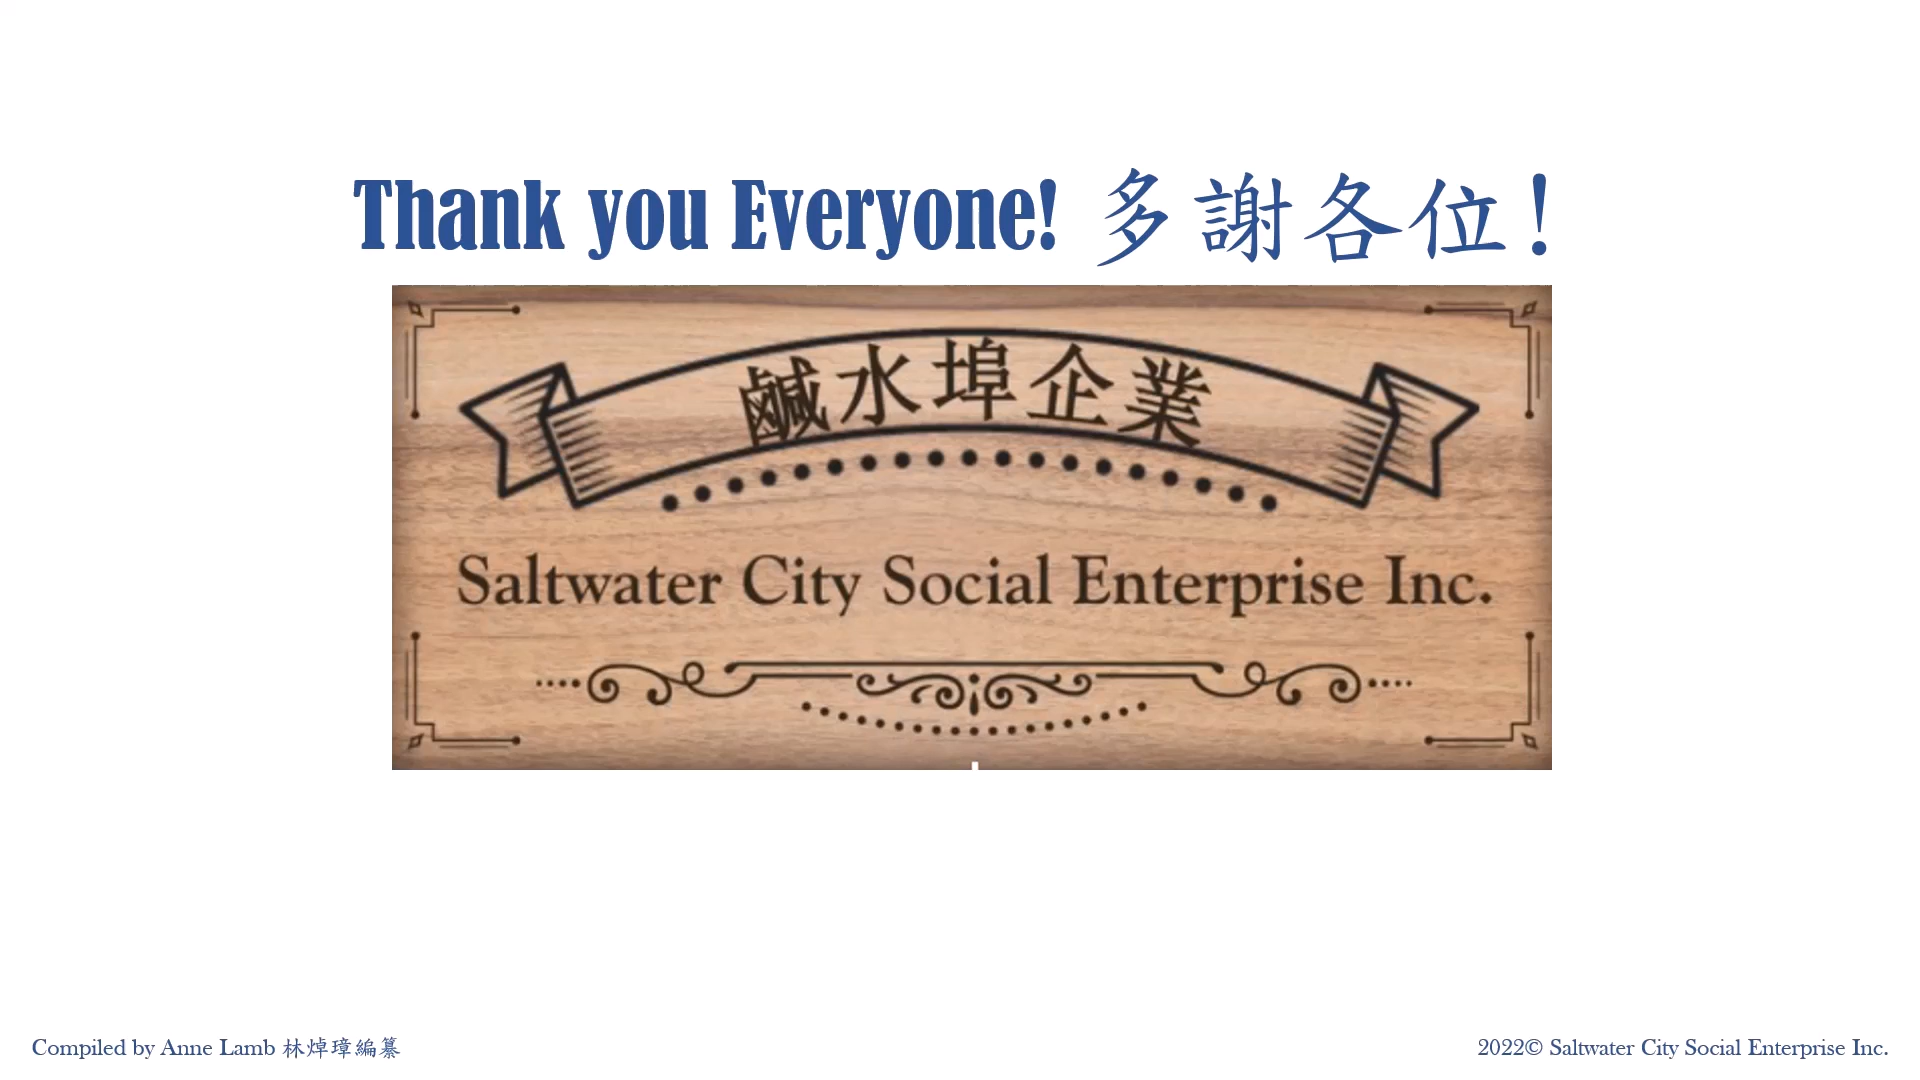 Thank you Everyone! 多謝各位!
鹹水埠企業
Saltwater City Social Enterprise Inc.
Compiled by Anne Lamb 林焯璋編纂
2022© Saltwater City Social Enterprise Inc.